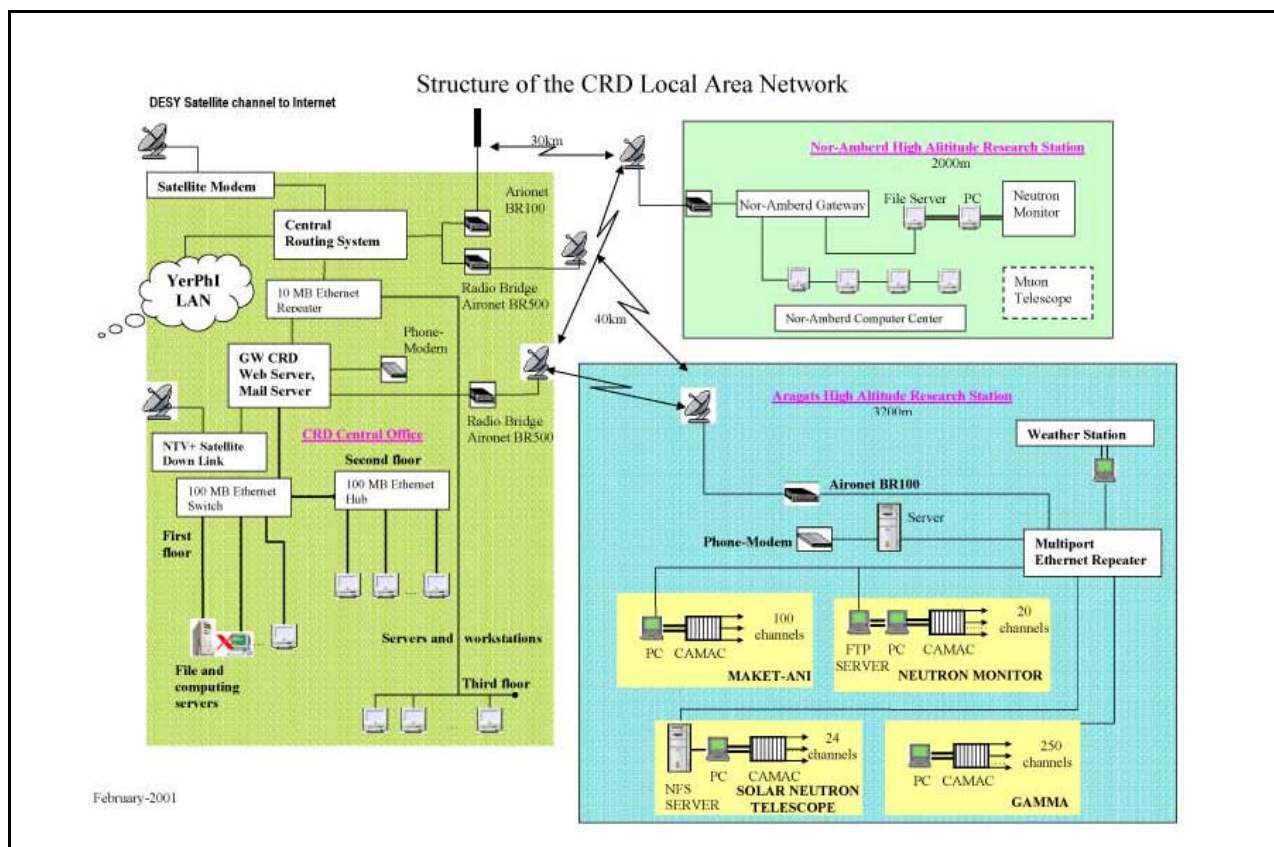 Structure of the CRD Local Area Network
DESY Satellite channel to Internet
Satellite Modem
Central
Routing System
YerPhI
LAN
10 MB Ethernet
Repeater
GW CRD
Web Server,
Mail Server
NTV+ Satellite
Down Link
Arionet
BR100
Radio Bridge
Aironet BR500
Phone-
Modem
Radio Bridge
Aironet BR500
CRD Central Office
Second floor
100 MB Ethernet
Switch
100 MB Ethernet
Hub
First
floor
...
...
File and
computing
servers
Servers and workstations
Third floor
...
30km
40km
Nor-Amberd High Alititude Research Station
2000m
Nor-Amberd Gateway
File Server
PC
Neutron
Monitor
Muon
Telescope
Nor-Amberd Computer Center
Aragats High Altitude Research Station
3200m
Weather Station
Aironet BR100
Server
Phone-Modem
Multiport
Ethernet Repeater
100
channels
PC CAMAC
MAKET-ANI
20
channels
FTP
SERVER
PC CAMAC
NEUTRON MONITOR
24
channels
PC CAMAC
NFS
SERVER
SOLAR NEUTRON
TELESCOPE
250
channels
PC CAMAC
GAMMA
February-2001